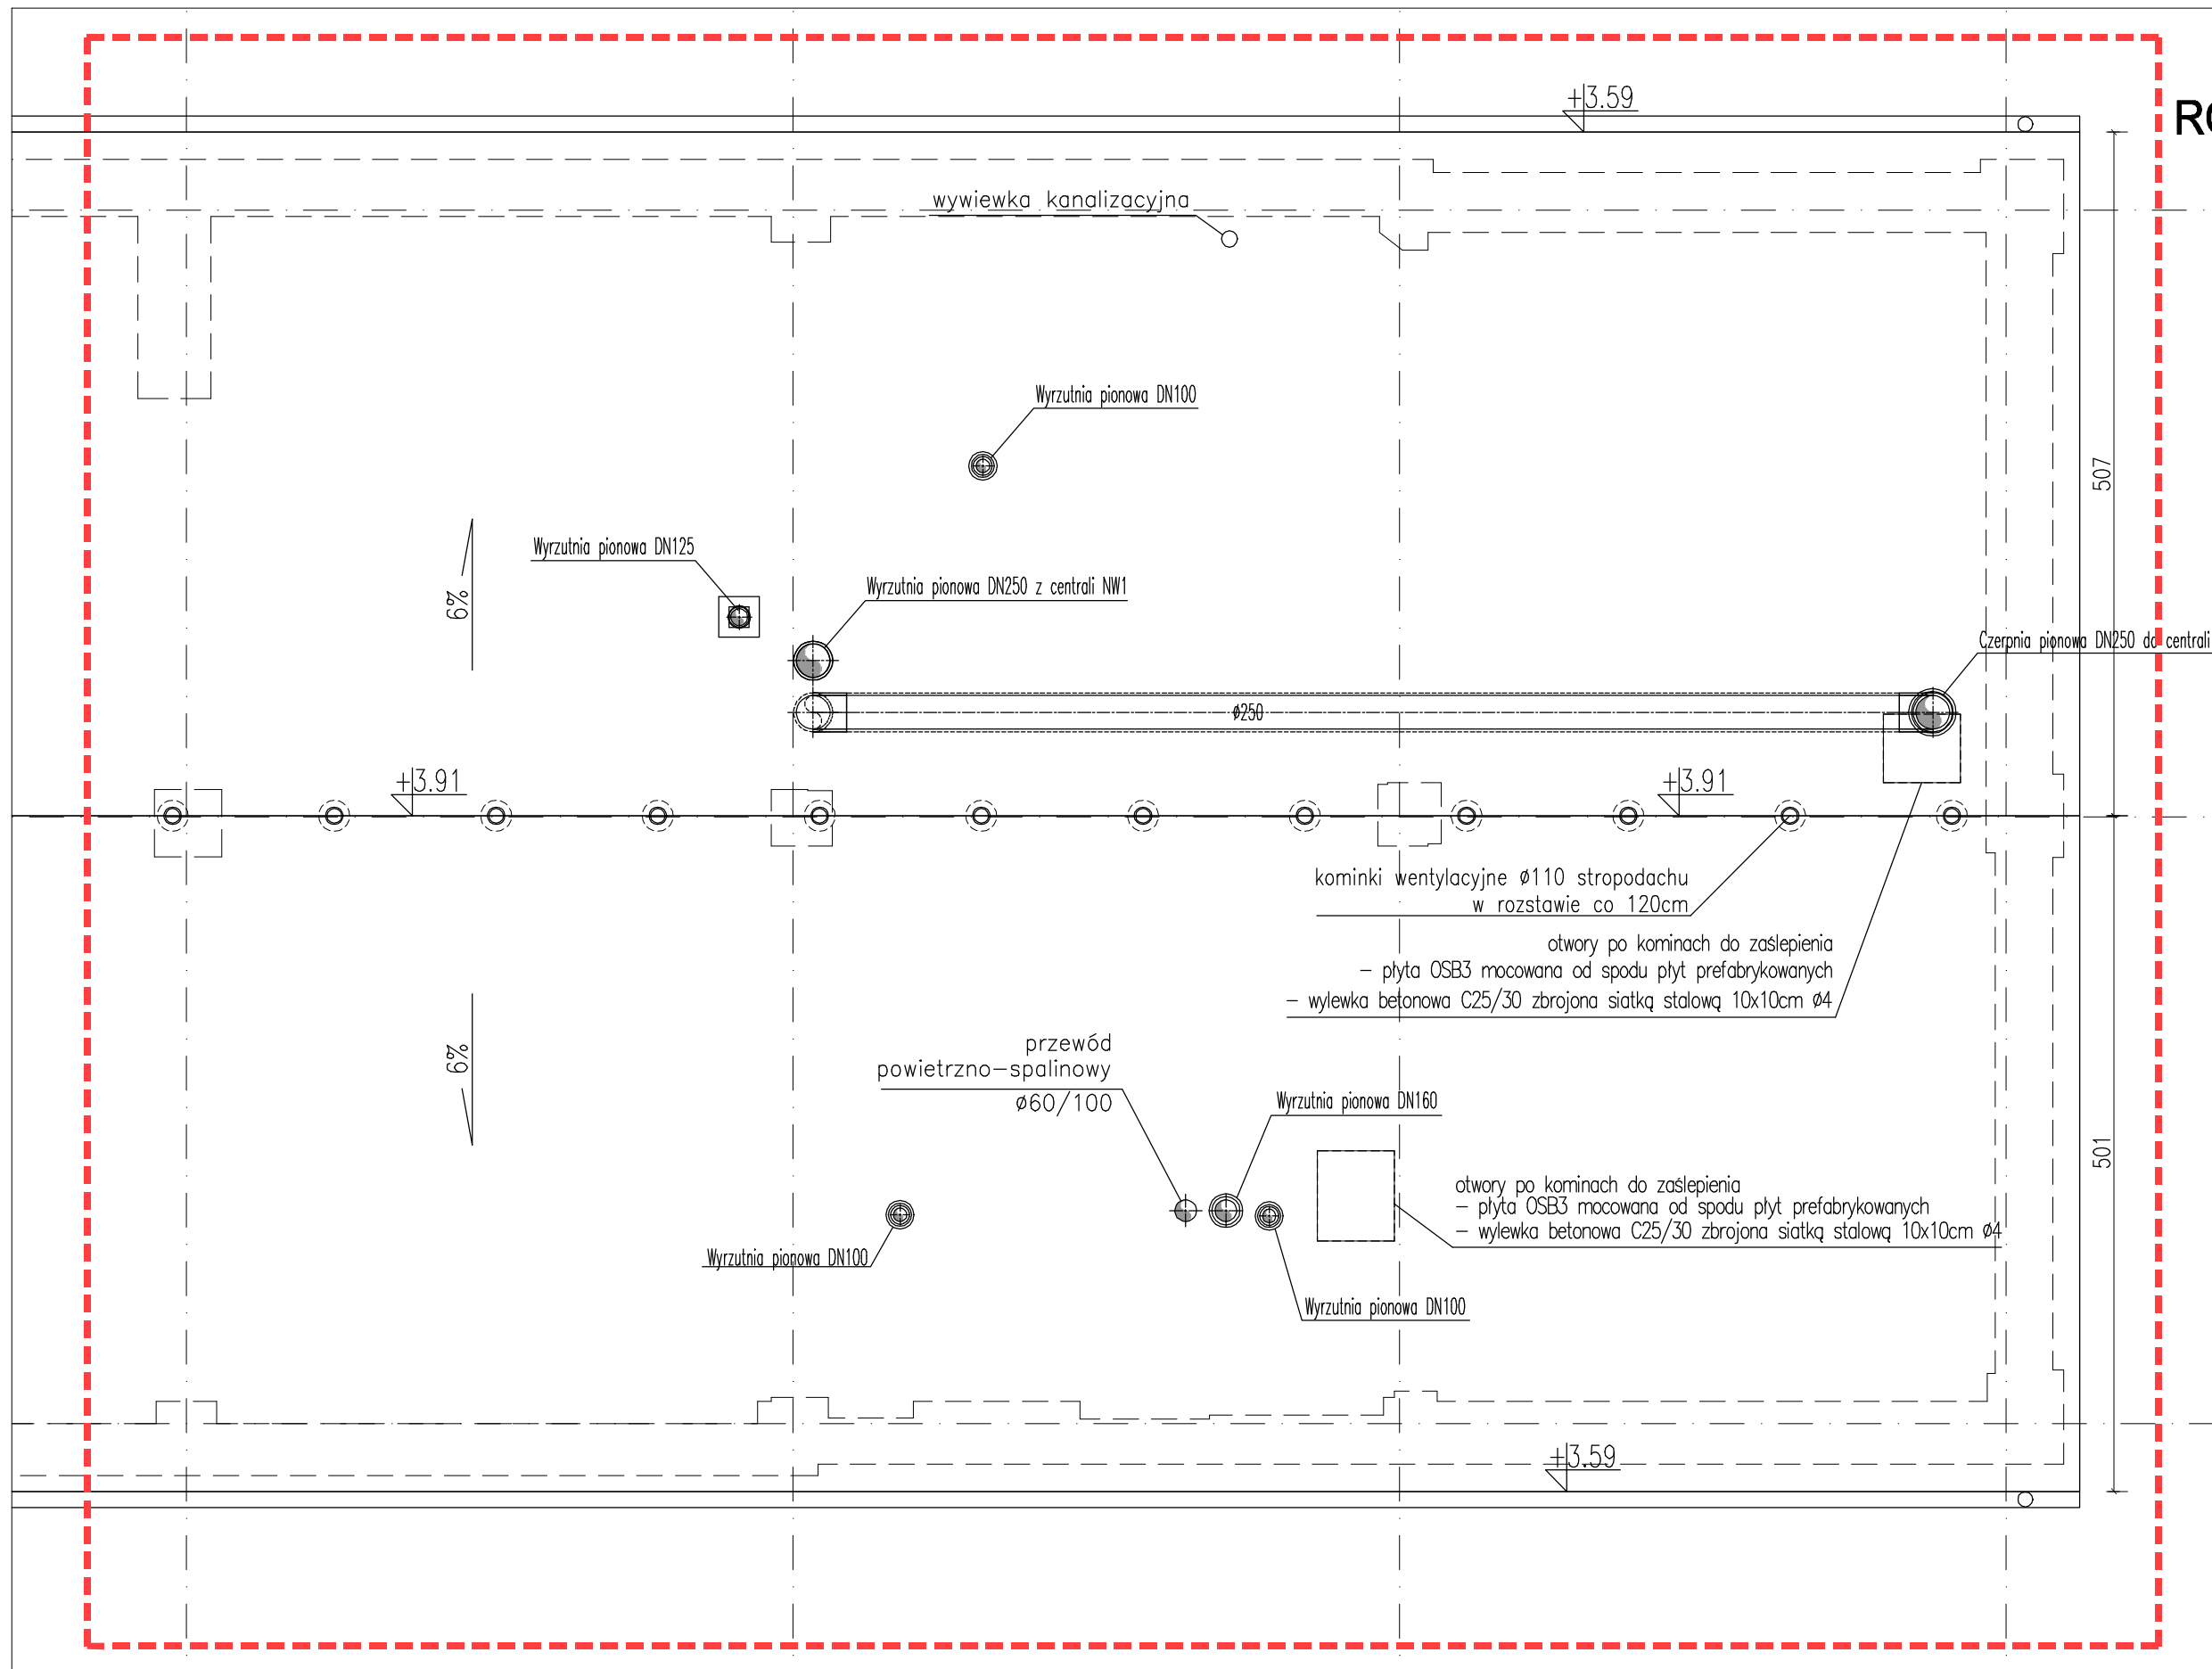 +3.59
RO
wywiewka kanalizacyjna
Wyrzutnia pionowa DN100
507
Wyrzutnia pionowa DN125
6%
Wyrzutnia pionowa DN250 z centrali NW1
Czerpnia pionowa DN250 do centrali
ø250
+3.91
+3.91
kominki wentylacyjne ø110 stropodachu
w rozstawie co 120cm
otwory po kominach do zaślepienia
- płyta OSB3 mocowana od spodu płyt prefabrykowanych
- wylewka betonowa C25/30 zbrojona siatką stalową 10x10cm ø4
6%
przewód
powietrzno-spalinowy
ø60/100
Wyrzutnia pionowa DN160
501
otwory po kominach do zaślepienia
- płyta OSB3 mocowana od spodu płyt prefabrykowanych
- wylewka betonowa C25/30 zbrojona siatką stalową 10x10cm ø4
Wyrzutnia pionowa DN100
Wyrzutnia pionowa DN100
+3.59